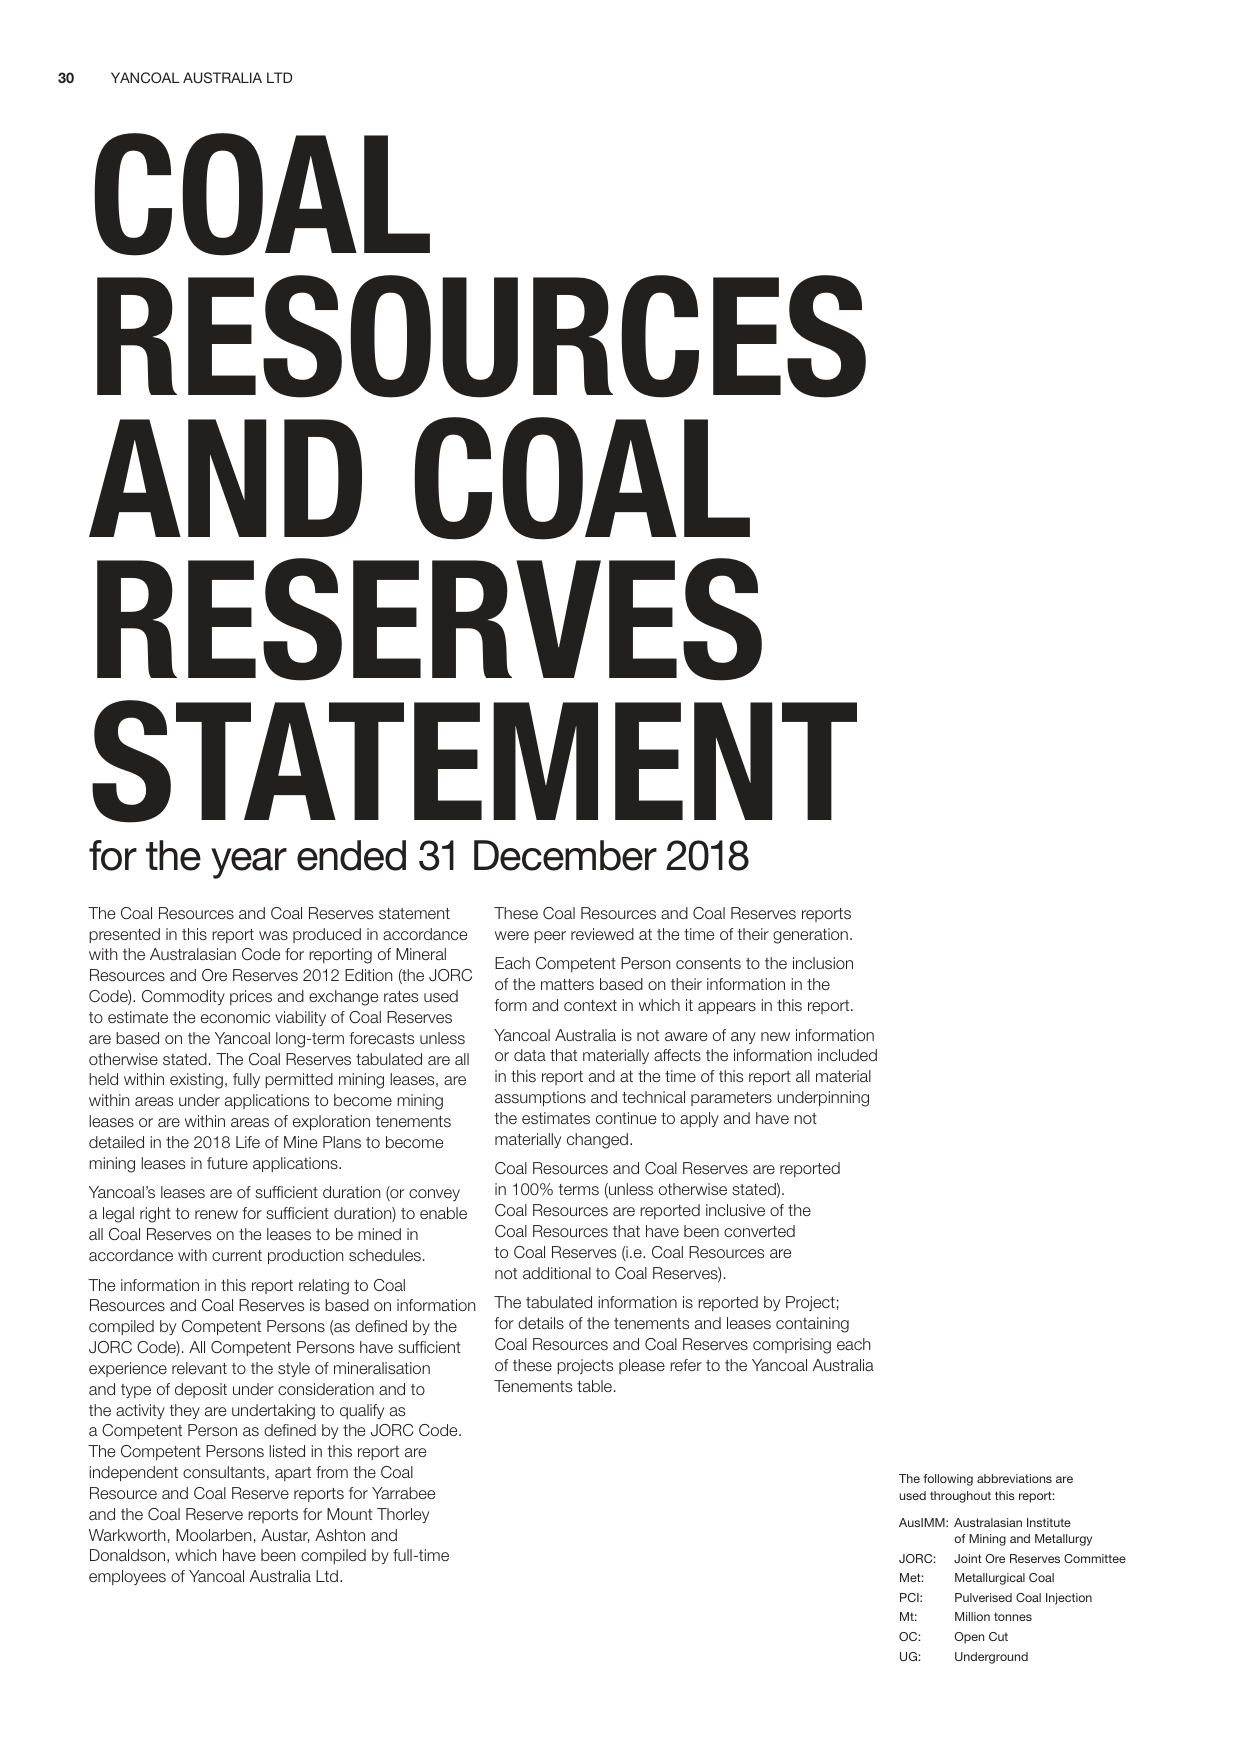 30 YANCOAL AUSTRALIA LTD
COAL
RESOURCES
AND COAL
RESERVES
STATEMENT
for the year ended 31 December 2018
The Coal Resources and Coal Reserves statement
presented in this report was produced in accordance
with the Australasian Code for reporting of Mineral
Resources and Ore Reserves 2012 Edition (the JORC
Code). Commodity prices and exchange rates used
to estimate the economic viability of Coal Reserves
are based on the Yancoal long-term forecasts unless
otherwise stated. The Coal Reserves tabulated are all
held within existing, fully permitted mining leases, are
within areas under applications to become mining
leases or are within areas of exploration tenements
detailed in the 2018 Life of Mine Plans to become
mining leases in future applications.
Yancoal’s leases are of sufficient duration (or convey
a legal right to renew for sufficient duration) to enable
all Coal Reserves on the leases to be mined in
accordance with current production schedules.
The information in this report relating to Coal
Resources and Coal Reserves is based on information
compiled by Competent Persons (as defined by the
JORC Code). All Competent Persons have sufficient
experience relevant to the style of mineralisation
and type of deposit under consideration and to
the activity they are undertaking to qualify as
a Competent Person as defined by the JORC Code.
The Competent Persons listed in this report are
independent consultants, apart from the Coal
Resource and Coal Reserve reports for Yarrabee
and the Coal Reserve reports for Mount Thorley
Warkworth, Moolarben, Austar, Ashton and
Donaldson, which have been compiled by full-time
employees of Yancoal Australia Ltd.
These Coal Resources and Coal Reserves reports
were peer reviewed at the time of their generation.
Each Competent Person consents to the inclusion
of the matters based on their information in the
form and context in which it appears in this report.
Yancoal Australia is not aware of any new information
or data that materially affects the information included
in this report and at the time of this report all material
assumptions and technical parameters underpinning
the estimates continue to apply and have not
materially changed.
Coal Resources and Coal Reserves are reported
in 100% terms (unless otherwise stated).
Coal Resources are reported inclusive of the
Coal Resources that have been converted
to Coal Reserves (i.e. Coal Resources are
not additional to Coal Reserves).
The tabulated information is reported by Project;
for details of the tenements and leases containing
Coal Resources and Coal Reserves comprising each
of these projects please refer to the Yancoal Australia
Tenements table.
The following abbreviations are
used throughout this report:
AusIMM: Australasian Institute
of Mining and Metallurgy
JORC: Joint Ore Reserves Committee
Met: Metallurgical Coal
PCI: Pulverised Coal Injection
Mt: Million tonnes
OC: Open Cut
UG: Underground